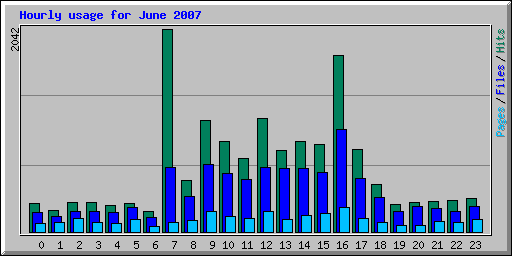 Hourly usage for June 2007
2042
Pages / Files / Hits
0 1 2 3 4 5 6 7 8 9 10 11 12 13 14 15 16 17 18 19 20 21 22 23